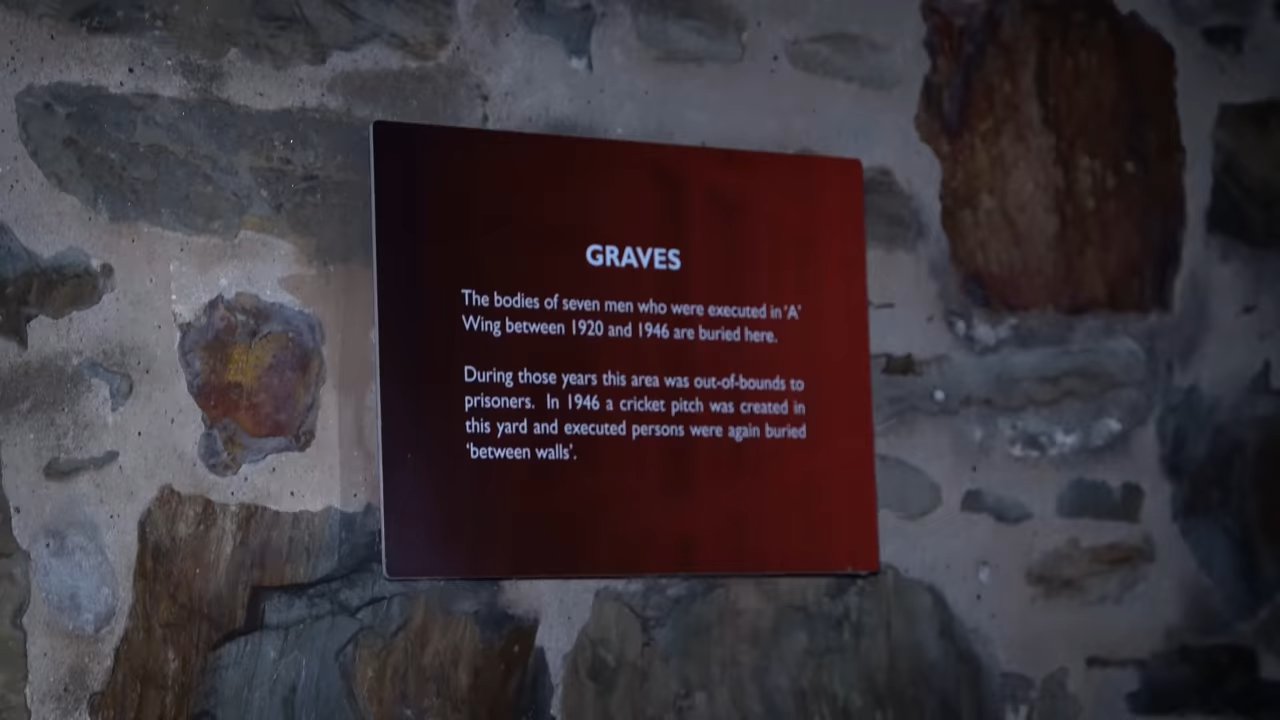 GRAVES
The bodies of seven men who were executed in 'A'
Wing between 1920 and 1946 are buried here.
During those years this area was out-of-bounds to
prisoners. In 1946 a cricket pitch was created in
this yard and executed persons were again buried
'between walls'.